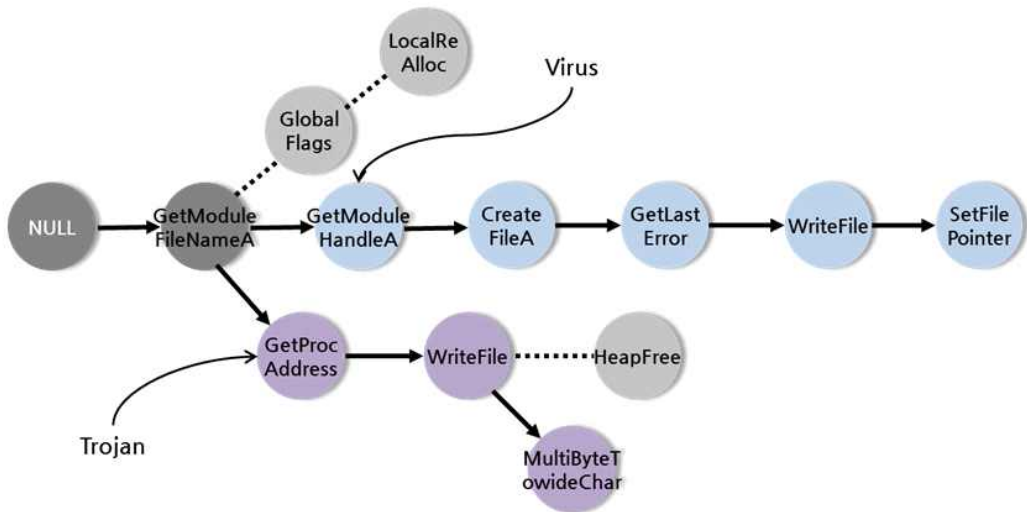 LocalRe
Alloc
Virus
Global
Flags
NULL
GetModule
FileNameA
GetModule
HandleA
Create
FileA
GetLast
Error
WriteFile
SetFile
Pointer
GetProc
Address
WriteFile
HeapFree
Trojan
MultiByteT
owideChar